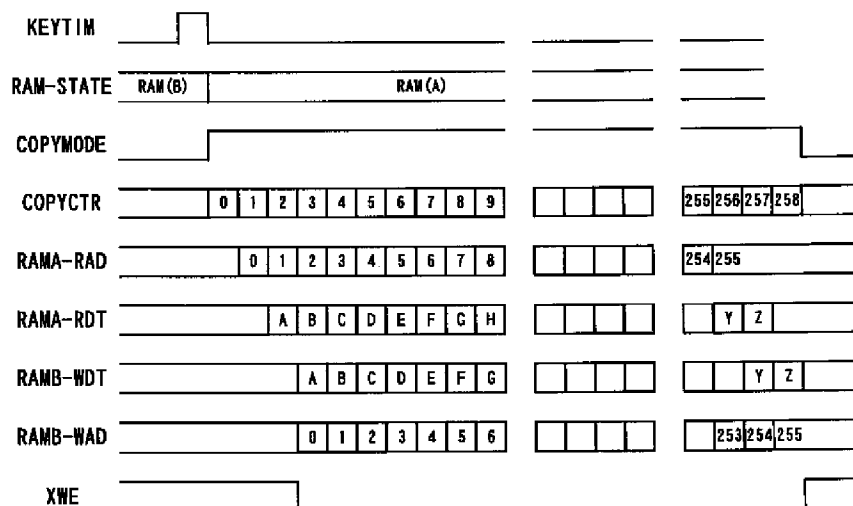 KEYTIM
RAM-STATE RAM(B) RAM(A)
COPYMODE
COPYCTR 0 1 2 3 4 5 6 7 8 9 255 256 257 258
RAMA-RAD 0 1 2 3 4 5 6 7 8 254 255
RAMA-RDT A B C D E F G H Y Z
RAMB-WDT A B C D E F G Y Z
RAMB-WAD 0 1 2 3 4 5 6 253 254 255
XWE